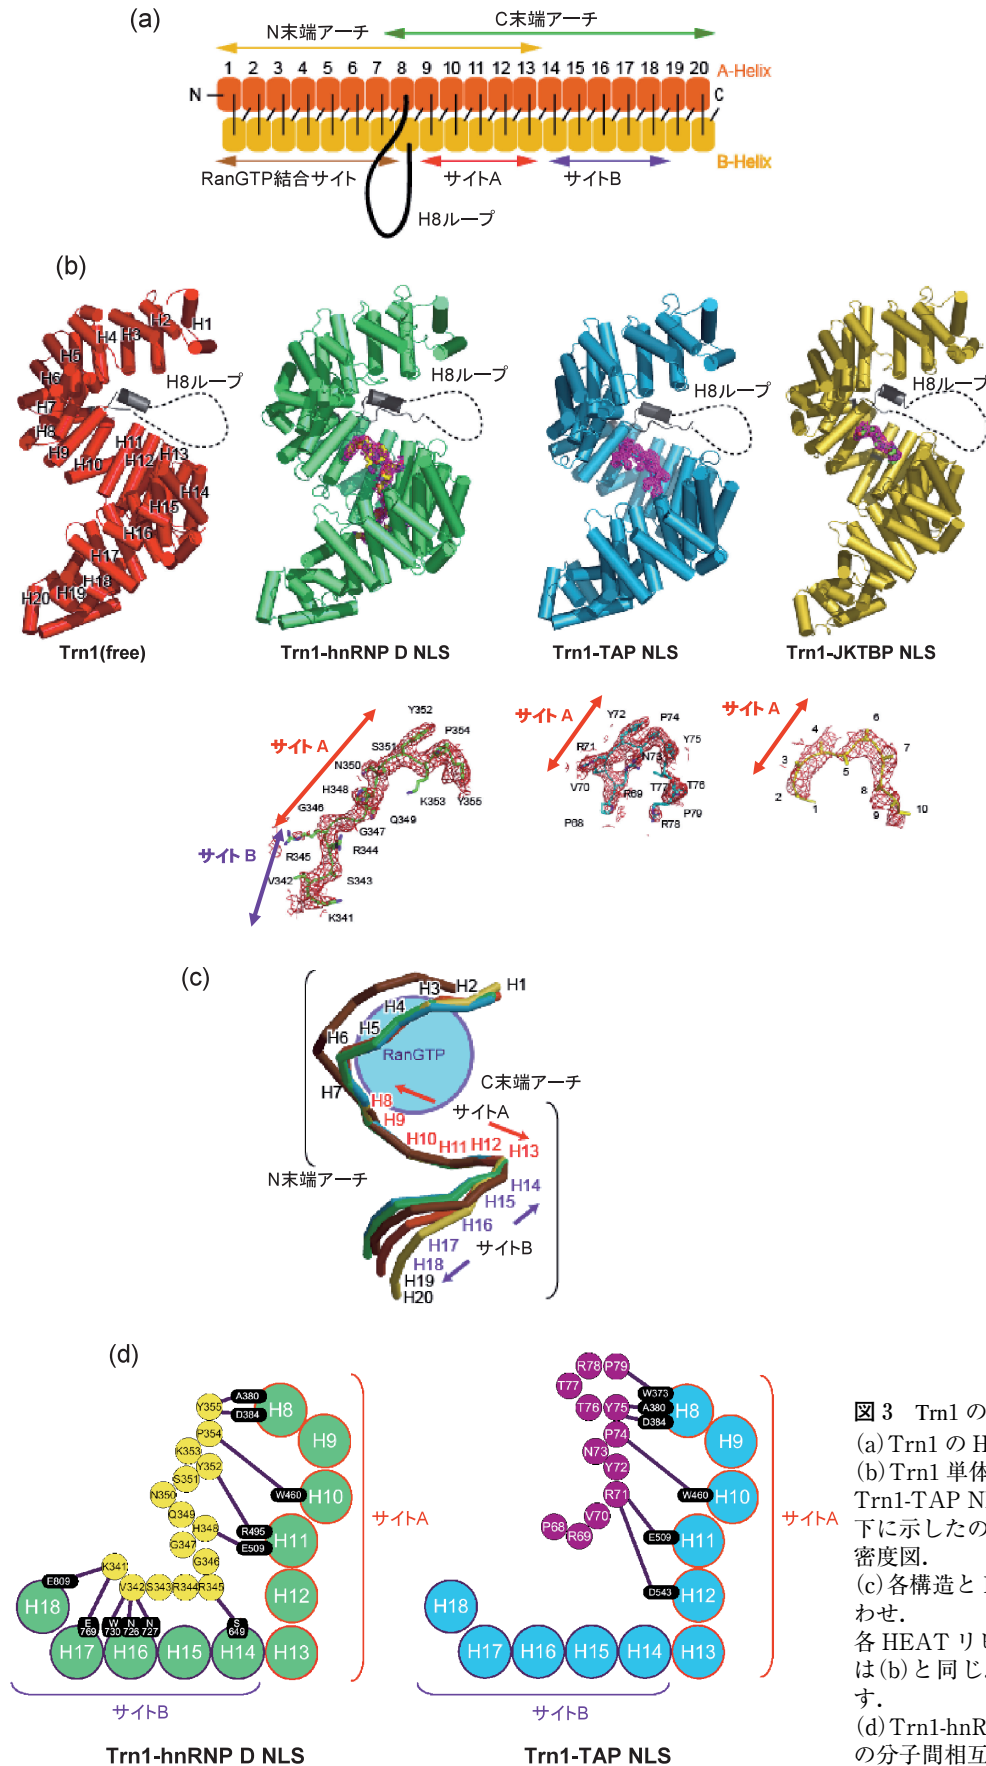 (a)
N末端アーチ
C末端アーチ
1 2 3 4 5 6 7 8 9 10 11 12 13 14 15 16 17 18 19 20
A-Helix
N
C
B-Helix
RanGTP結合サイト
サイトA
サイトB
H8ループ
(b)
H1
H2
H3
H4
H5
H6
H7
H8
H9
H10
H11
H12
H13
H14
H15
H16
H17
H18
H19
H20
H8ループ
H8ループ
H8ループ
H8ループ
Trn1(free)
Trn1-hnRNP D NLS
Trn1-TAP NLS
Trn1-JKTBP NLS
サイト A
サイト B
Y352
P354
S351
N350
H348
K353
Y355
G346
Q349
G347
R345
R344
V342
S343
K341
サイト A
Y72
P74
R71
Y75
N73
V70
R69
T77
T76
P68
R78
P79
サイト A
6
4
7
3
5
2
1
8
9
10
(c)
H1
H2
H3
H4
H5
H6
RanGTP
H7
C末端アーチ
H8
サイトA
H9
H10
H11
H12
H13
N末端アーチ
H14
H15
H16
H17
サイトB
H18
H19
H20
(d)
Y355
A380
D384
H8
P354
H9
K353
Y352
S351
N350
W460
H10
Q349
H348
R495
E509
H11
G347
G346
K341
V342
S343
R344
R345
H12
E809
H18
E 769
W 730
N 726
N 727
S 649
H17
H16
H15
H14
H13
サイトA
サイトB
Trn1-hnRNP D NLS
R78
P79
T77
W373
T76
Y75
A380
D384
H8
P74
H9
N73
Y72
R71
W460
H10
V70
P68
R69
E509
H11
D543
H12
H18
H17
H16
H15
H14
H13
サイトA
サイトB
Trn1-TAP NLS
図 3 Trn1 の
(a) Trn1 の H
(b) Trn1 単体
Trn1-TAP N
下に示したの
密度図.
(c) 各構造と
わせ.
各 HEAT リ
は(b)と同じ
す.
(d) Trn1-hnR
の分子間相互